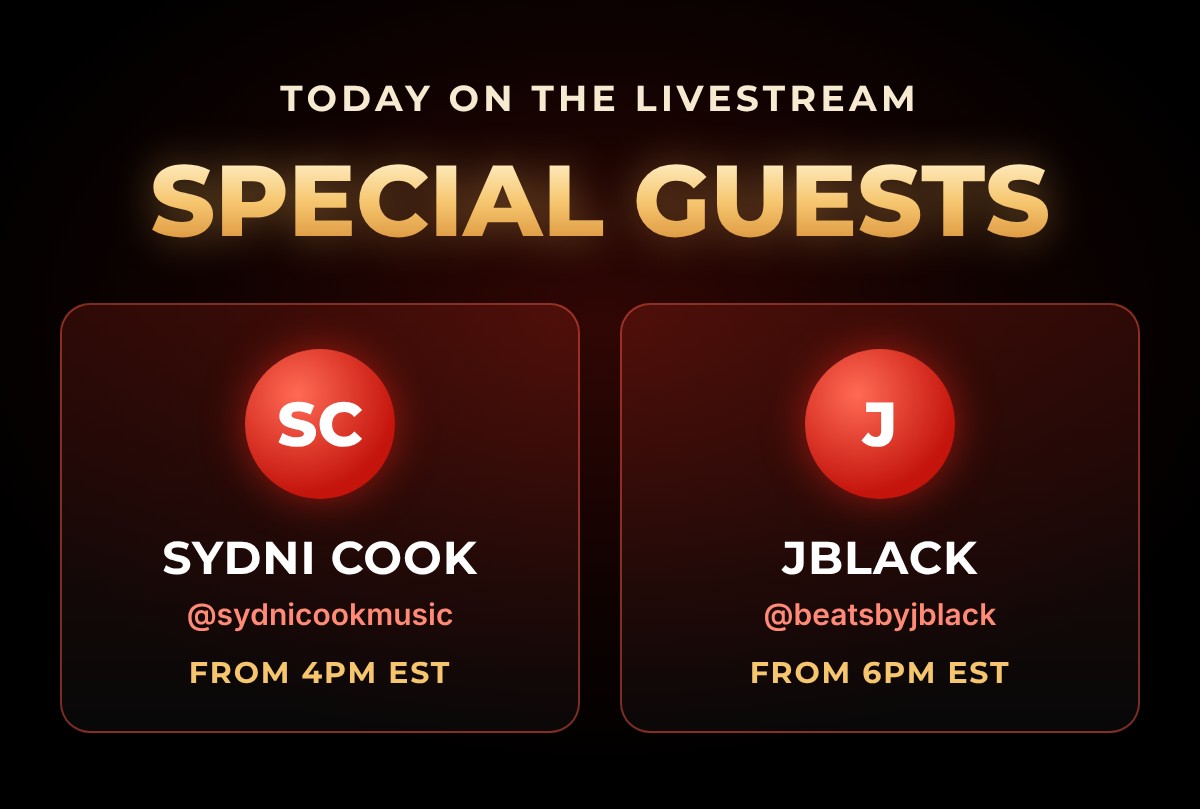 TODAY ON THE LIVESTREAM
SPECIAL GUESTS
SC
SYDNI COOK
@sydnicookmusic
FROM 4PM EST
J
JBLACK
@beatsbyjblack
FROM 6PM EST